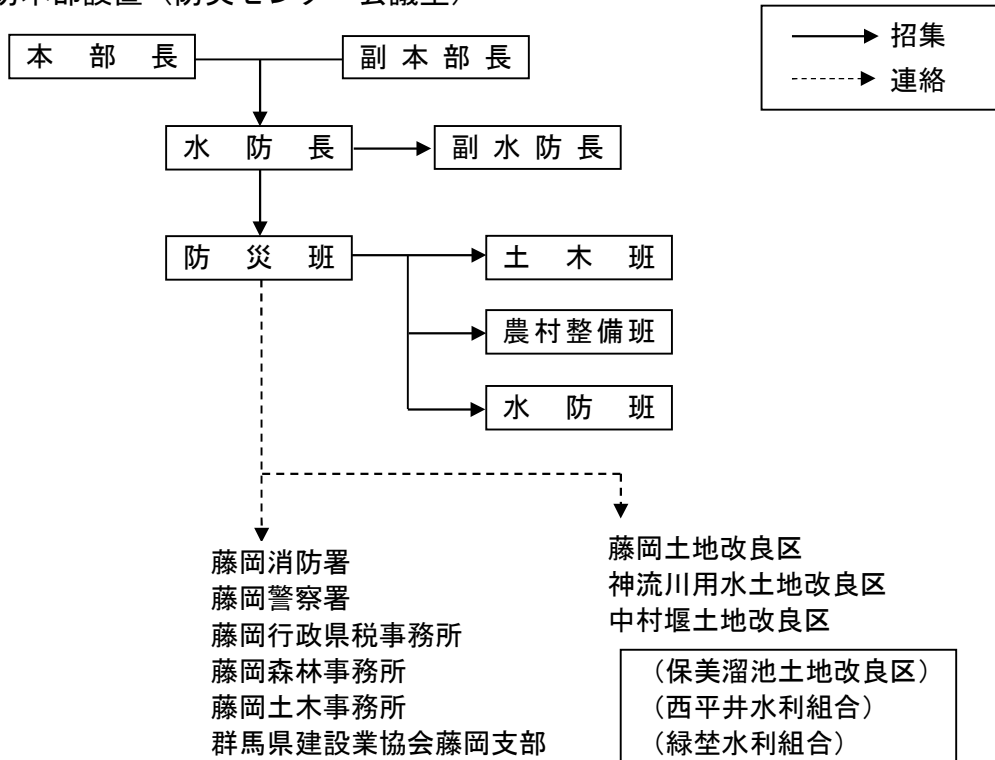 部設置（防災センター会議室）
本部長
副本部長
招集
連絡
水防長
副水防長
防災班
土木班
農村整備班
水防班
藤岡消防署
藤岡警察署
藤岡行政県税事務所
藤岡森林事務所
藤岡土木事務所
群馬県建設業協会藤岡支部
藤岡土地改良区
神流川用水土地改良区
中村堰土地改良区
（保美溜池土地改良区）
（西平井水利組合）
（緑埜水利組合）